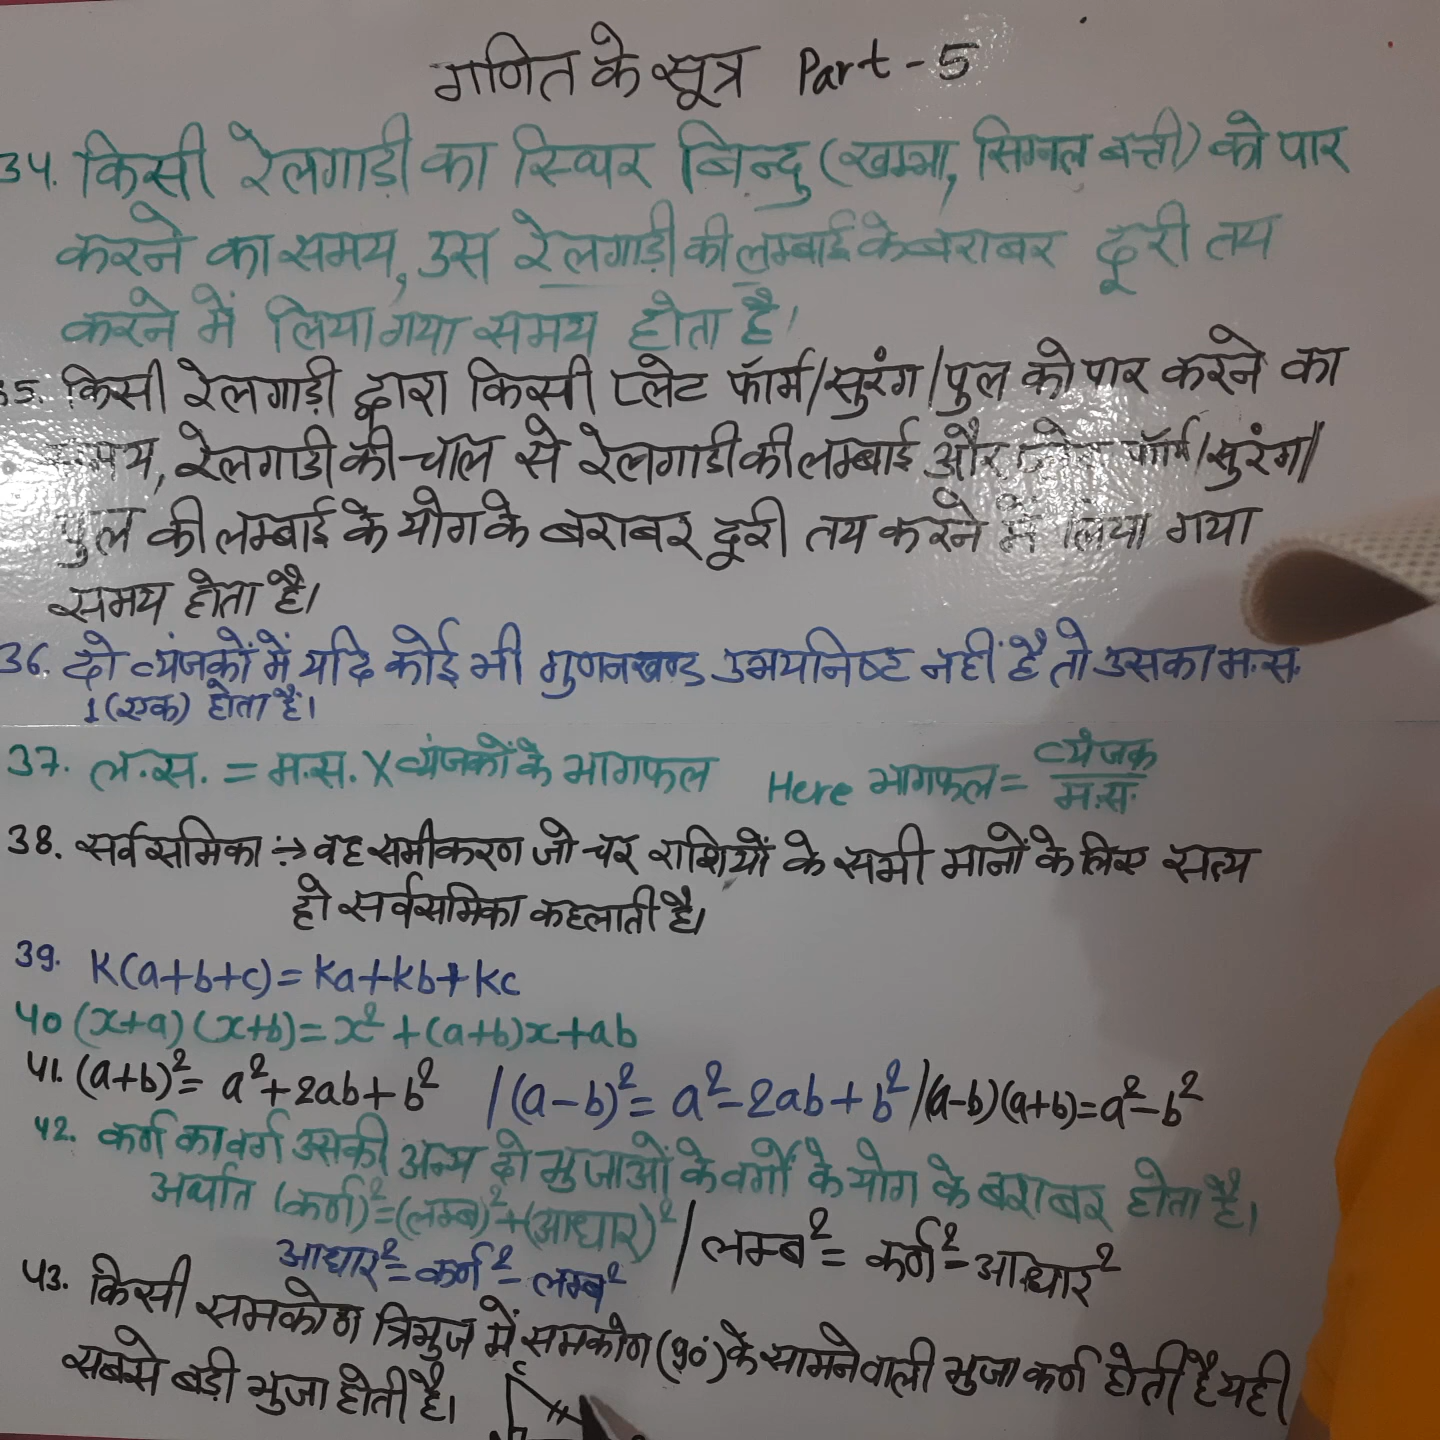 गणित के सूत्र Part - 5
34. किसी रेलगाड़ी का स्थिर बिन्दु (खम्भा, सिग्नल बत्ती) को पार
करने का समय, उस रेलगाड़ी की लम्बाई के बराबर दूरी तय
करने में लिया गया समय होता है।
35. किसी रेलगाड़ी द्वारा किसी प्लेट फॉर्म/सुरंग/पुल को पार करने का
समय, रेलगाडी की चाल से रेलगाडी की लम्बाई और प्लेट फॉर्म/सुरंग/
पुल की लम्बाई के योग के बराबर दूरी तय करने में लिया गया
समय होता है।
36. दो व्यंजकों में यदि कोई भी गुणनखण्ड उभयनिष्ट नहीं है तो उसका म.स.
1 (एक) होता है।
37. ल.स. = म.स. X व्यंजकों के भागफल Here भागफल = व्यंजक/म.स.
38. सर्वसमिका :→ वह समीकरण जो चर राशियों के सभी मानों के लिए सत्य
हो सर्वसमिका कहलाती है।
39. K(a+b+c) = Ka+Kb+Kc
40 (x+a) (x+b) = x² + (a+b)x + ab
41. (a+b)² = a² + 2ab + b² / (a-b)² = a² - 2ab + b² / (a-b)(a+b) = a² - b²
42. कर्ण का वर्ग उसकी अन्य दो भुजाओं के वर्गों के योग के बराबर होता है।
अर्थात (कर्ण)² = (लम्ब)² + (आधार)² / लम्ब² = कर्ण² - आधार²
आधार² = कर्ण² - लम्ब²
43. किसी समकोण त्रिभुज में समकोण (90°) के सामने वाली भुजा कर्ण होती है यही
सबसे बड़ी भुजा होती है।